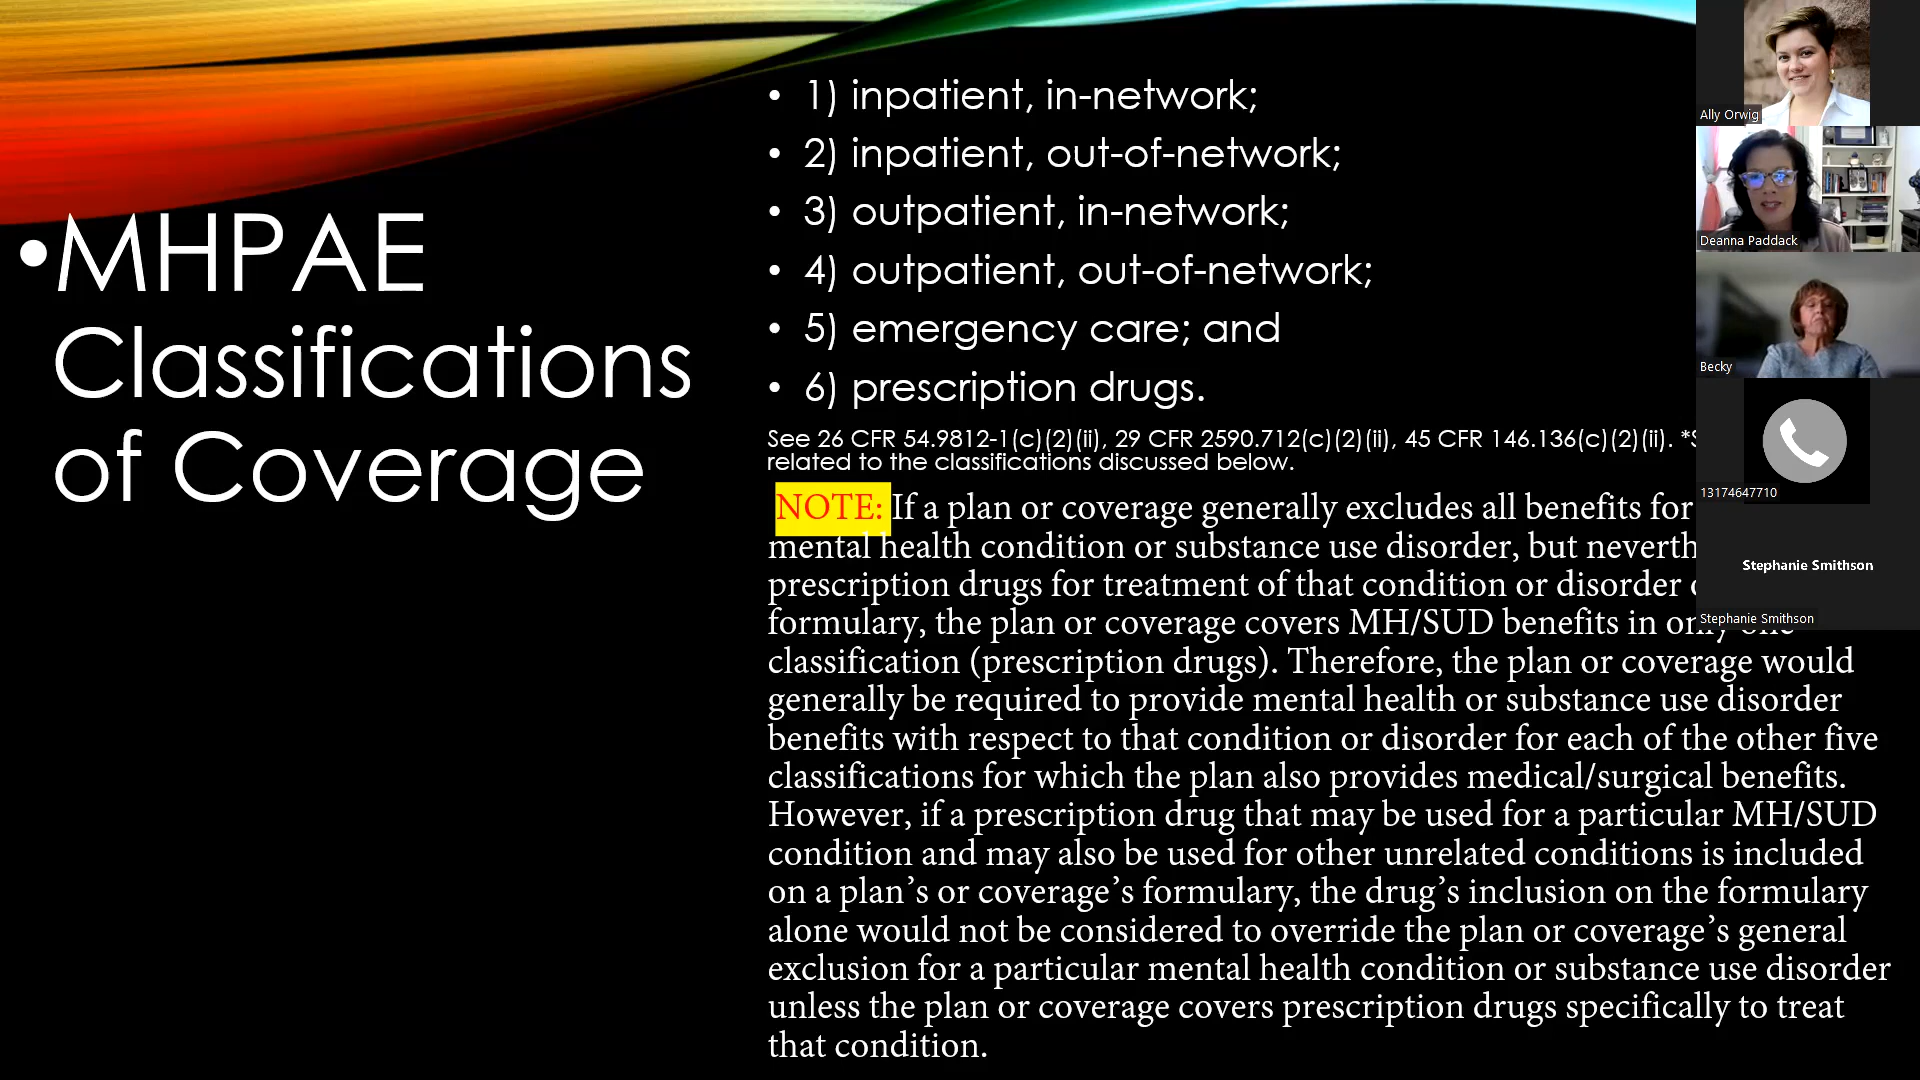 •MHPAE
Classifications
of Coverage
• 1) inpatient, in-network;
• 2) inpatient, out-of-network;
• 3) outpatient, in-network;
• 4) outpatient, out-of-network;
• 5) emergency care; and
• 6) prescription drugs.
See 26 CFR 54.9812-1(c)(2)(ii), 29 CFR 2590.712(c)(2)(ii), 45 CFR 146.136(c)(2)(ii).
related to the classifications discussed below.
NOTE: If a plan or coverage generally excludes all benefits for
mental health condition or substance use disorder, but
prescription drugs for treatment of that condition or disorder
formulary, the plan or coverage covers MH/SUD benefits in only one
classification (prescription drugs). Therefore, the plan or coverage would
generally be required to provide mental health or substance use disorder
benefits with respect to that condition or disorder for each of the other five
classifications for which the plan also provides medical/surgical benefits.
However, if a prescription drug that may be used for a particular MH/SUD
condition and may also be used for other unrelated conditions is included
on a plan’s or coverage’s formulary, the drug’s inclusion on the formulary
alone would not be considered to override the plan or coverage’s general
exclusion for a particular mental health condition or substance use disorder
unless the plan or coverage covers prescription drugs specifically to treat
that condition.
Ally Orwig
Deanna Paddack
Becky
13174647710
Stephanie Smithson
Stephanie Smithson